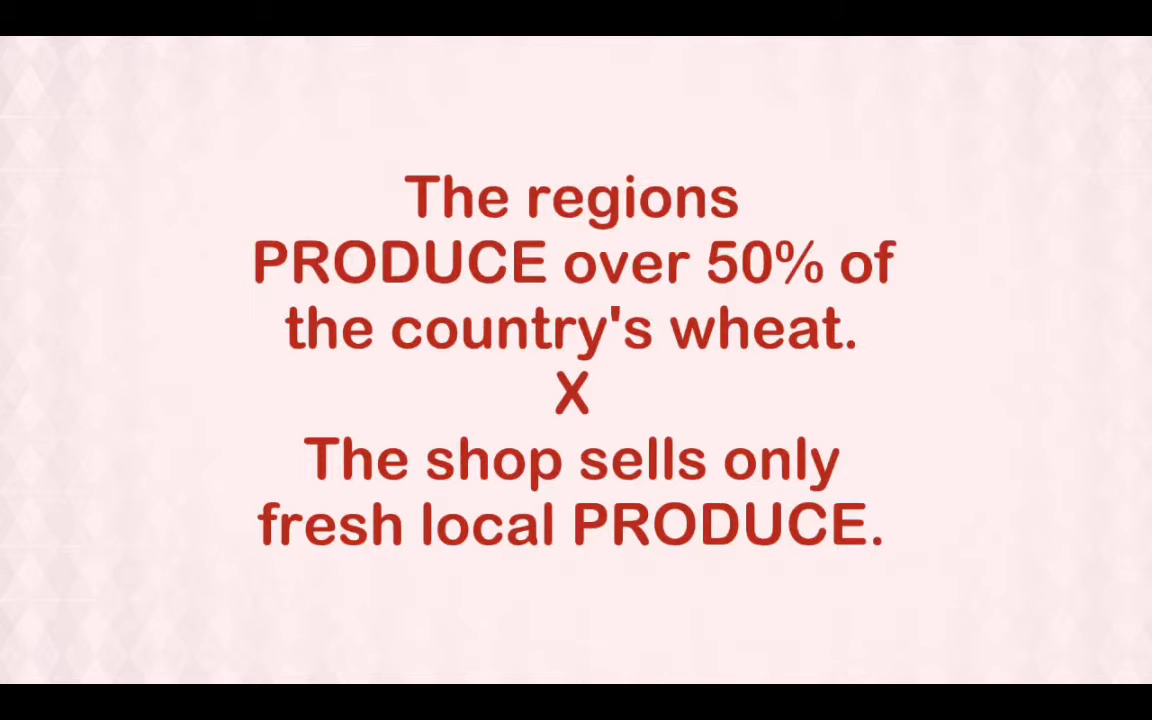 The regions
PRODUCE over 50% of
the country's wheat.
X
The shop sells only
fresh local PRODUCE.